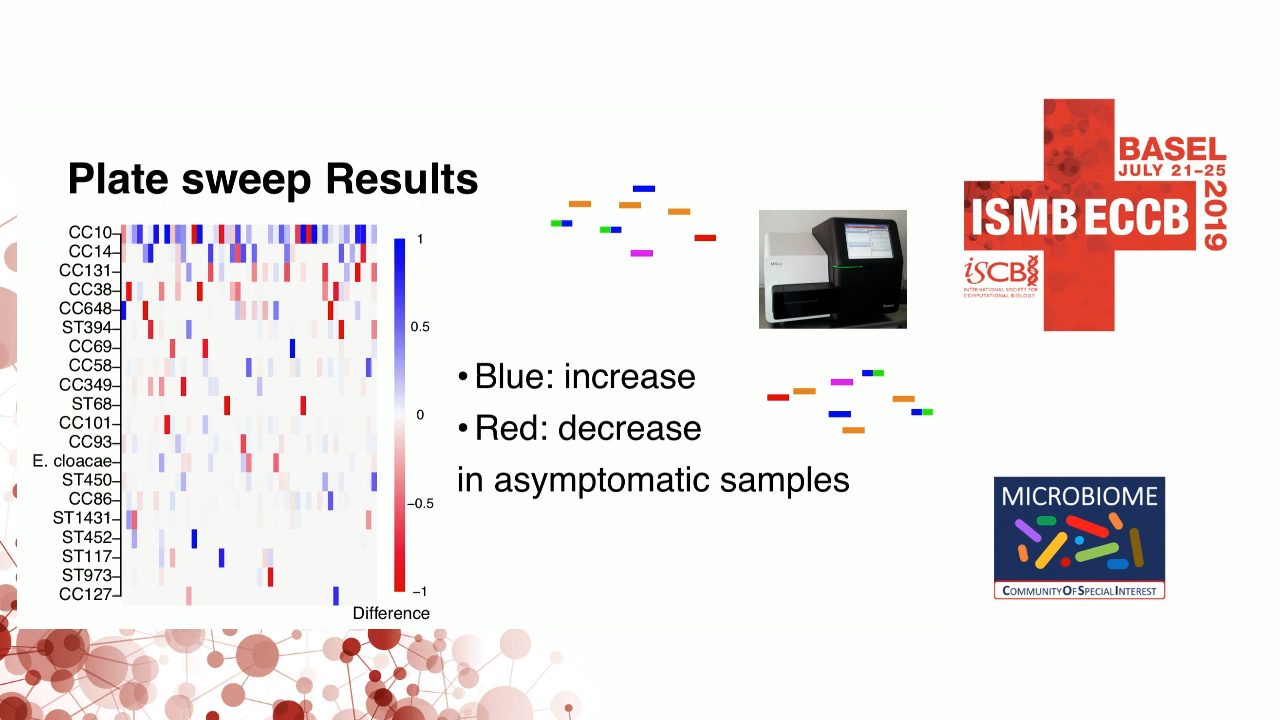 Plate sweep Results
CC10
CC14
CC131
CC38
CC648
ST394
CC69
CC58
CC349
ST68
CC101
CC93
E. cloacae
ST450
CC86
ST1431
ST452
ST117
ST973
CC127
1
0.5
0
−0.5
−1
Difference
• Blue: increase
• Red: decrease
in asymptomatic samples
BASEL
JULY 21–25
2019
ISMB ECCB
iSCB
INTERNATIONAL SOCIETY FOR
COMPUTATIONAL BIOLOGY
MICROBIOME
COMMUNITY OF SPECIAL INTEREST